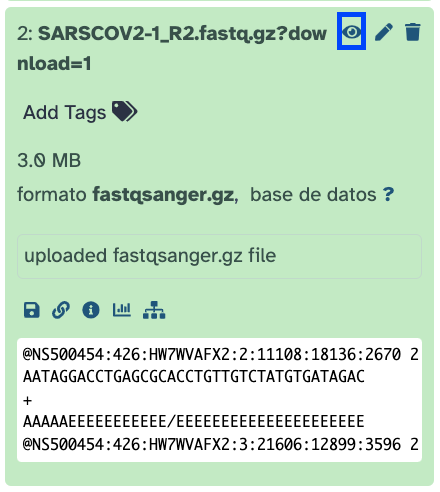 2: SARSCOV2-1_R2.fastq.gz?dow
nload=1
Add Tags
3.0 MB
formato fastqsanger.gz, base de datos ?
uploaded fastqsanger.gz file
@NS500454:426:HW7WVAFX2:2:11108:18136:2670 2
AATAGGACCTGAGCGCACCTGTTGTCTATGTGATAGAC
+
AAAAAEEEEEEEEEEE/EEEEEEEEEEEEEEEEEEEEE
@NS500454:426:HW7WVAFX2:3:21606:12899:3596 2